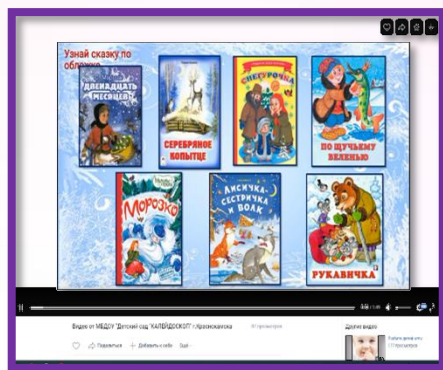 Узнай сказку по
обложке
ДВЕНАДЦАТЬ
МЕСЯЦЕВ
СЕРЕБРЯНОЕ
КОПЫТЦЕ
СНЕГУРОЧКА
ПО ЩУЧЬЕМУ
ВЕЛЕНЬЮ
Морозко
ЛИСИЧКА-
СЕСТРИЧКА
И ВОЛК
РУКАВИЧКА
Видео от МБДОУ "Детский сад "КАЛЕЙДОСКОП" г.Краснокамска
Другие видео
Поделиться
Добавить к себе
Ещё